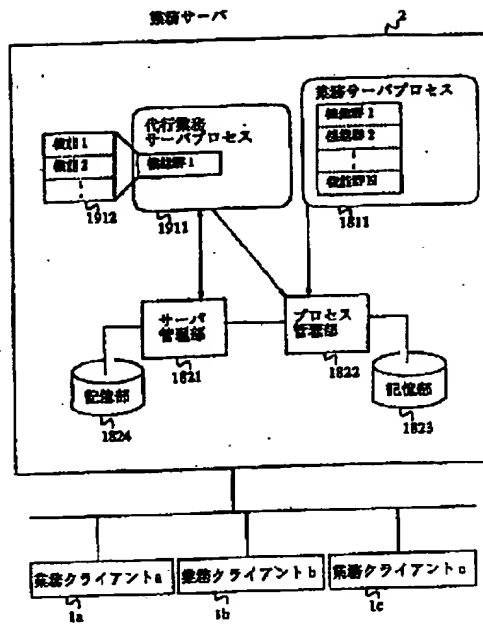 業務サーバ
2
代行業務
サーバプロセス
機能群1
機能1
機能2
1912
1911
業務サーバプロセス
機能群1
機能群2
機能群N
1811
サーバ
管理部
1821
プロセス
管理部
1822
記憶部
1824
記憶部
1823
業務クライアントa
業務クライアントb
業務クライアントc
1a
1b
1c